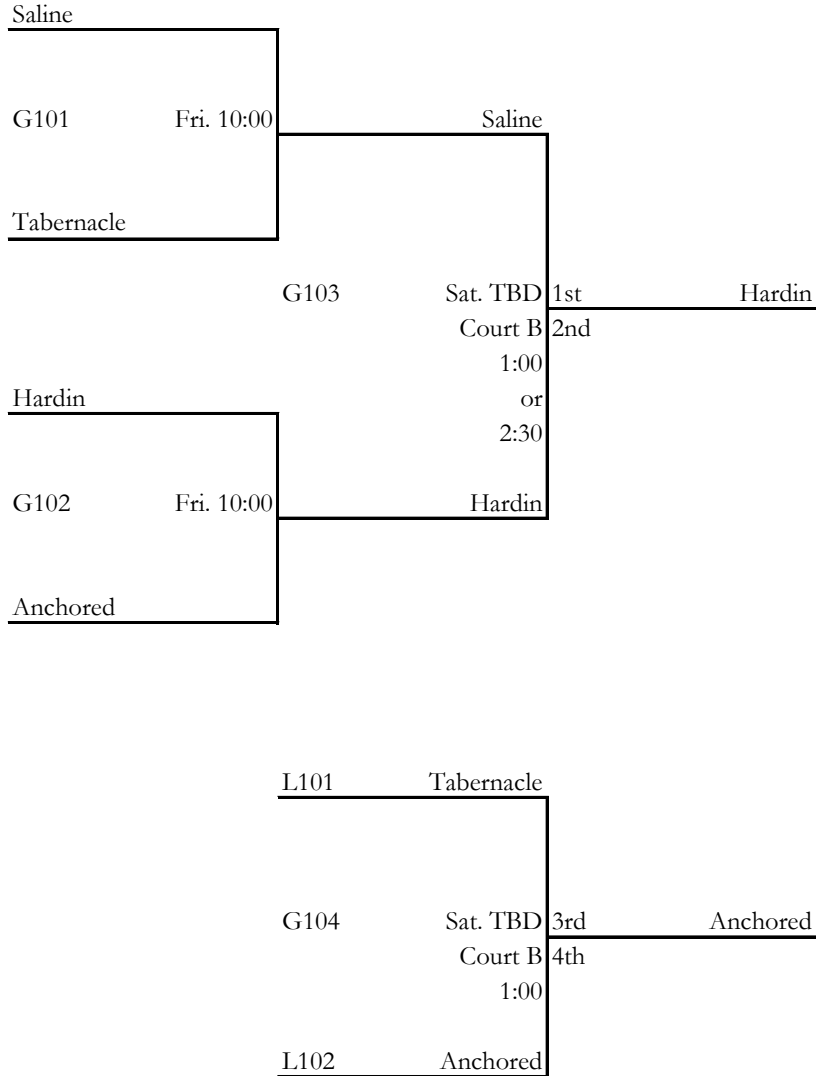 Saline
G101 Fri. 10:00 Saline
Tabernacle
G103 Sat. TBD 1st Hardin
Court B 2nd
1:00
Hardin or
2:30
G102 Fri. 10:00 Hardin
Anchored
L101 Tabernacle
G104 Sat. TBD 3rd Anchored
Court B 4th
1:00
L102 Anchored